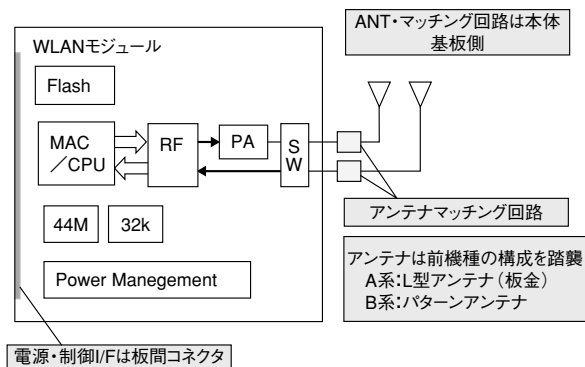 ANT・マッチング回路は本体
基板側
WLANモジュール
Flash
MAC
／CPU
RF
PA
SW
アンテナマッチング回路
44M
32k
アンテナは前機種の構成を踏襲
A系：L型アンテナ（板金）
B系：パターンアンテナ
Power Manegement
電源・制御I/Fは板間コネクタ